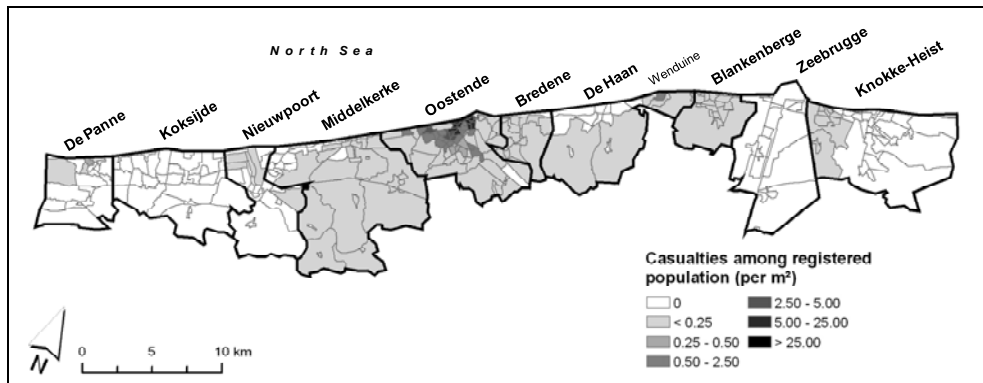 North Sea
De Panne
Koksijde
Nieuwpoort
Middelkerke
Oostende
Bredene
De Haan
Wenduine
Blankenberge
Zeebrugge
Knokke-Heist
Casualties among registered
population (per m²)
0
< 0.25
0.25 - 0.50
0.50 - 2.50
2.50 - 5.00
5.00 - 25.00
> 25.00
N
0 5 10 km